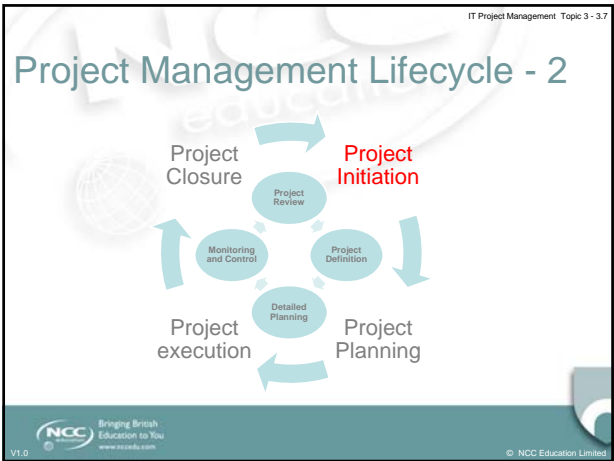 IT Project Management Topic 3 - 3.7
Project Management Lifecycle - 2
Project
Closure
Project
Initiation
Project
Review
Monitoring
and Control
Project
Definition
Detailed
Planning
Project
execution
Project
Planning
NCC
education
Bringing British
Education to You
www.nccedu.com
V1.0
© NCC Education Limited